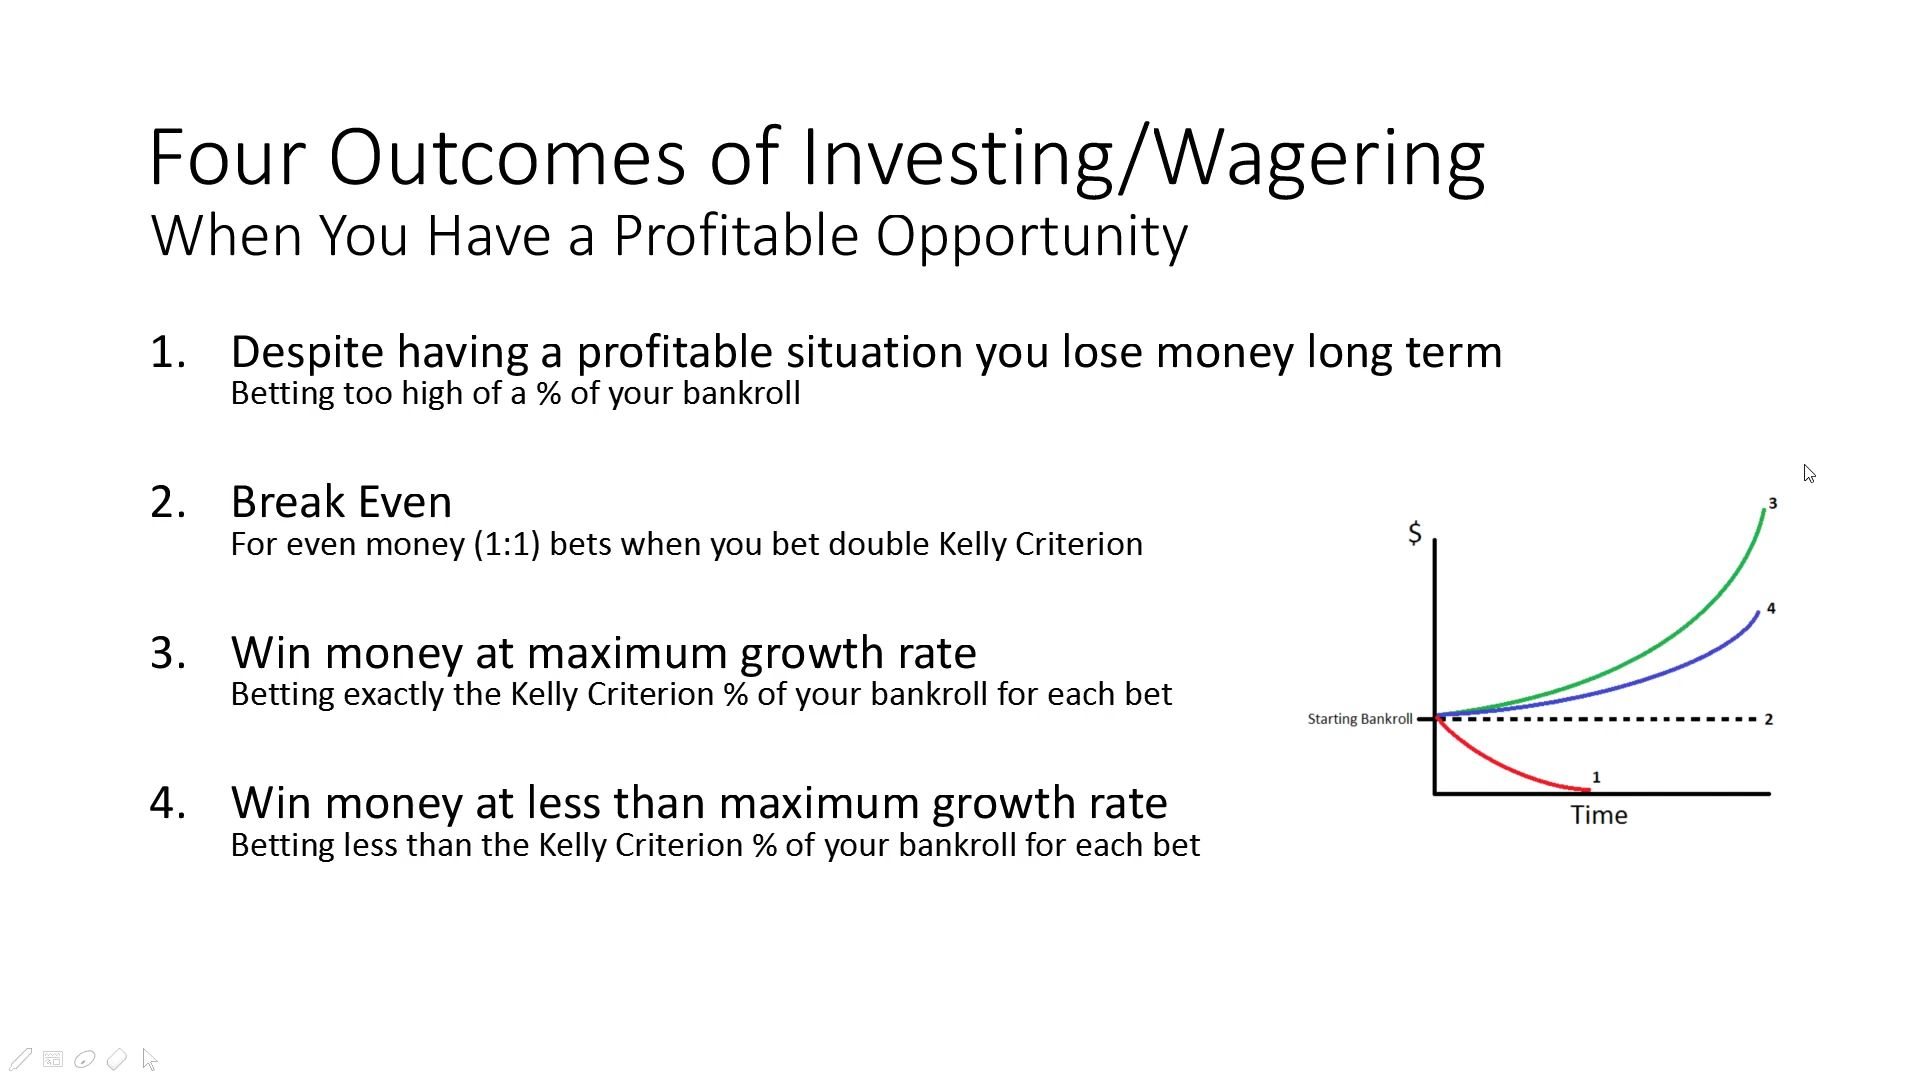 Four Outcomes of Investing/Wagering
When You Have a Profitable Opportunity
1. Despite having a profitable situation you lose money long term
Betting too high of a % of your bankroll
2. Break Even
For even money (1:1) bets when you bet double Kelly Criterion
3. Win money at maximum growth rate
Betting exactly the Kelly Criterion % of your bankroll for each bet
4. Win money at less than maximum growth rate
Betting less than the Kelly Criterion % of your bankroll for each bet
$
3
4
Starting Bankroll
2
1
Time